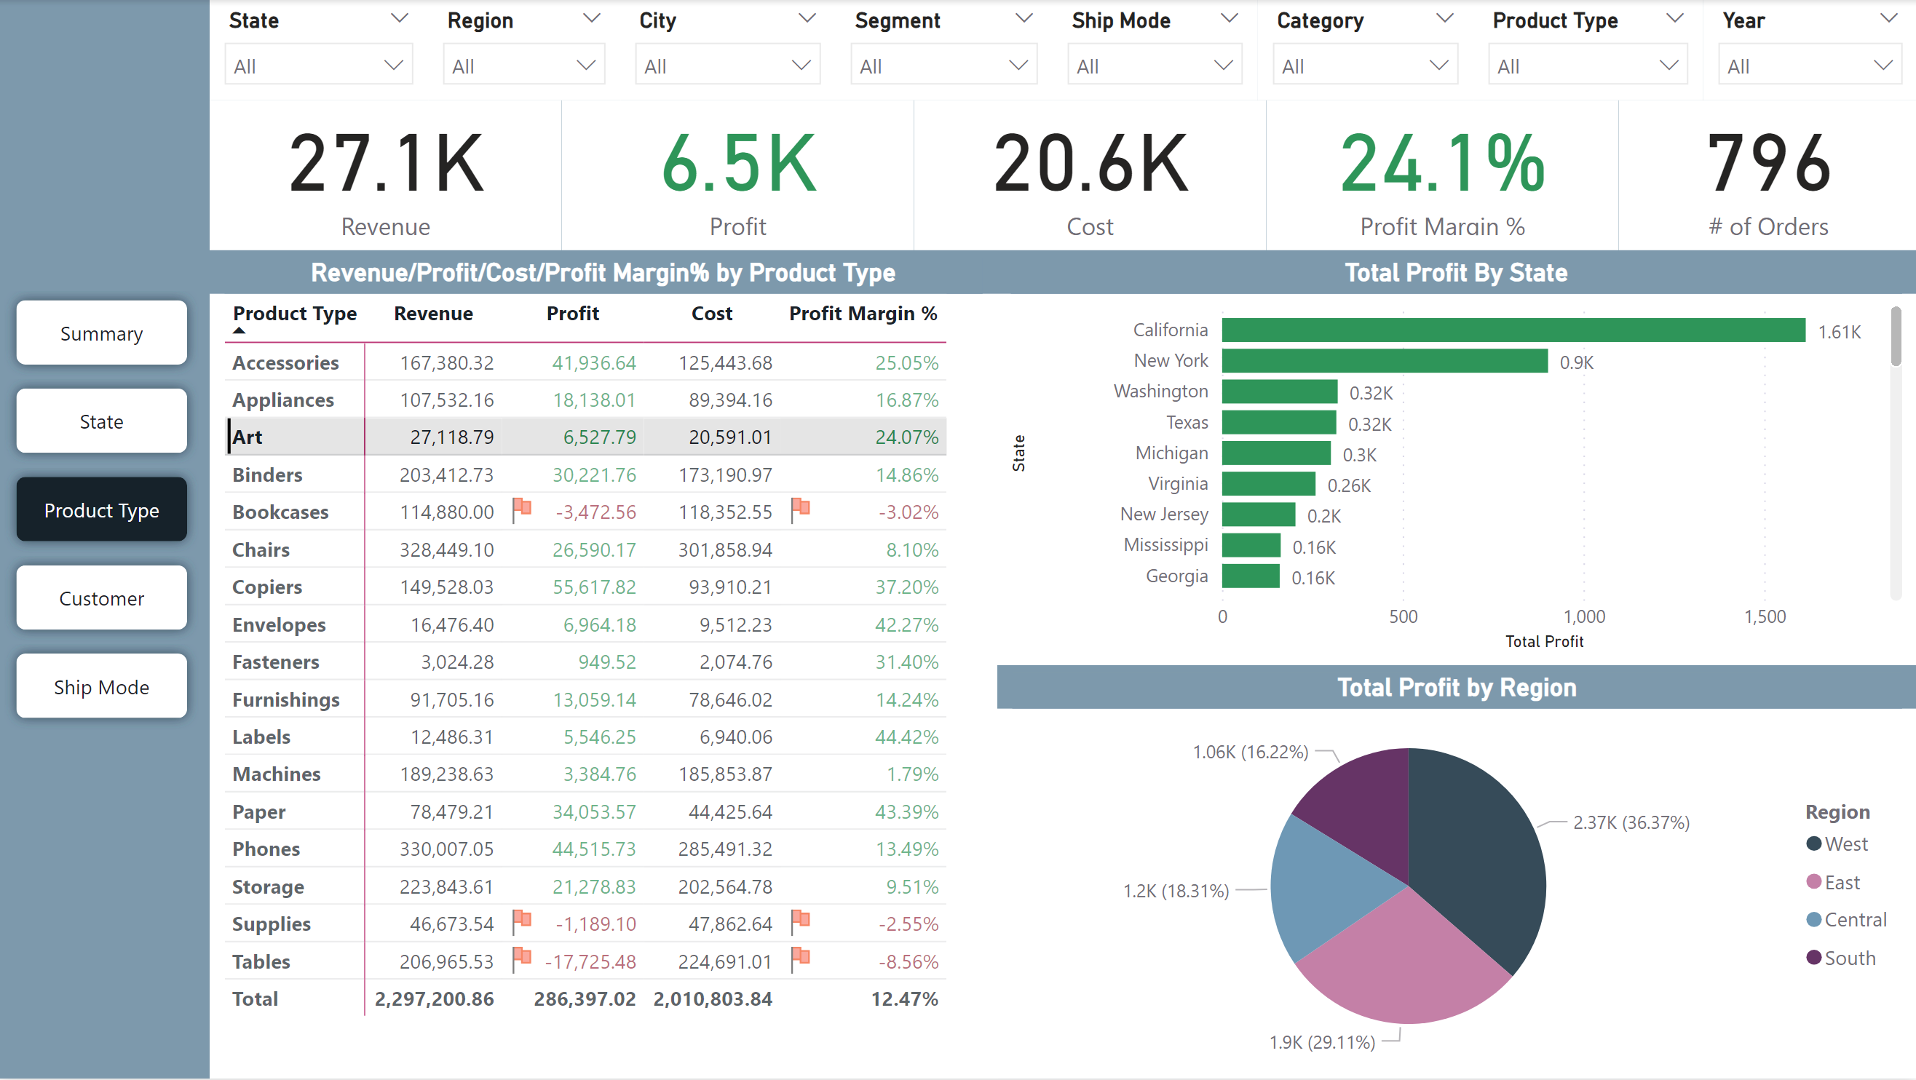 State Region City Segment Ship Mode Category Product Type Year
All All All All All All All All
27.1K 6.5K 20.6K 24.1% 796
Revenue Profit Cost Profit Margin % # of Orders
Summary
State
Product Type
Customer
Ship Mode
Revenue/Profit/Cost/Profit Margin% by Product Type
Product Type Revenue Profit Cost Profit Margin %
Accessories 167,380.32 41,936.64 125,443.68 25.05%
Appliances 107,532.16 18,138.01 89,394.16 16.87%
Art 27,118.79 6,527.79 20,591.01 24.07%
Binders 203,412.73 30,221.76 173,190.97 14.86%
Bookcases 114,880.00 -3,472.56 118,352.55 -3.02%
Chairs 328,449.10 26,590.17 301,858.94 8.10%
Copiers 149,528.03 55,617.82 93,910.21 37.20%
Envelopes 16,476.40 6,964.18 9,512.23 42.27%
Fasteners 3,024.28 949.52 2,074.76 31.40%
Furnishings 91,705.16 13,059.14 78,646.02 14.24%
Labels 12,486.31 5,546.25 6,940.06 44.42%
Machines 189,238.63 3,384.76 185,853.87 1.79%
Paper 78,479.21 34,053.57 44,425.64 43.39%
Phones 330,007.05 44,515.73 285,491.32 13.49%
Storage 223,843.61 21,278.83 202,564.78 9.51%
Supplies 46,673.54 -1,189.10 47,862.64 -2.55%
Tables 206,965.53 -17,725.48 224,691.01 -8.56%
Total 2,297,200.86 286,397.02 2,010,803.84 12.47%
Total Profit By State
State
California 1.61K
New York 0.9K
Washington 0.32K
Texas 0.32K
Michigan 0.3K
Virginia 0.26K
New Jersey 0.2K
Mississippi 0.16K
Georgia 0.16K
0 500 1,000 1,500
Total Profit
Total Profit by Region
1.06K (16.22%)
2.37K (36.37%)
1.2K (18.31%)
1.9K (29.11%)
Region
West
East
Central
South